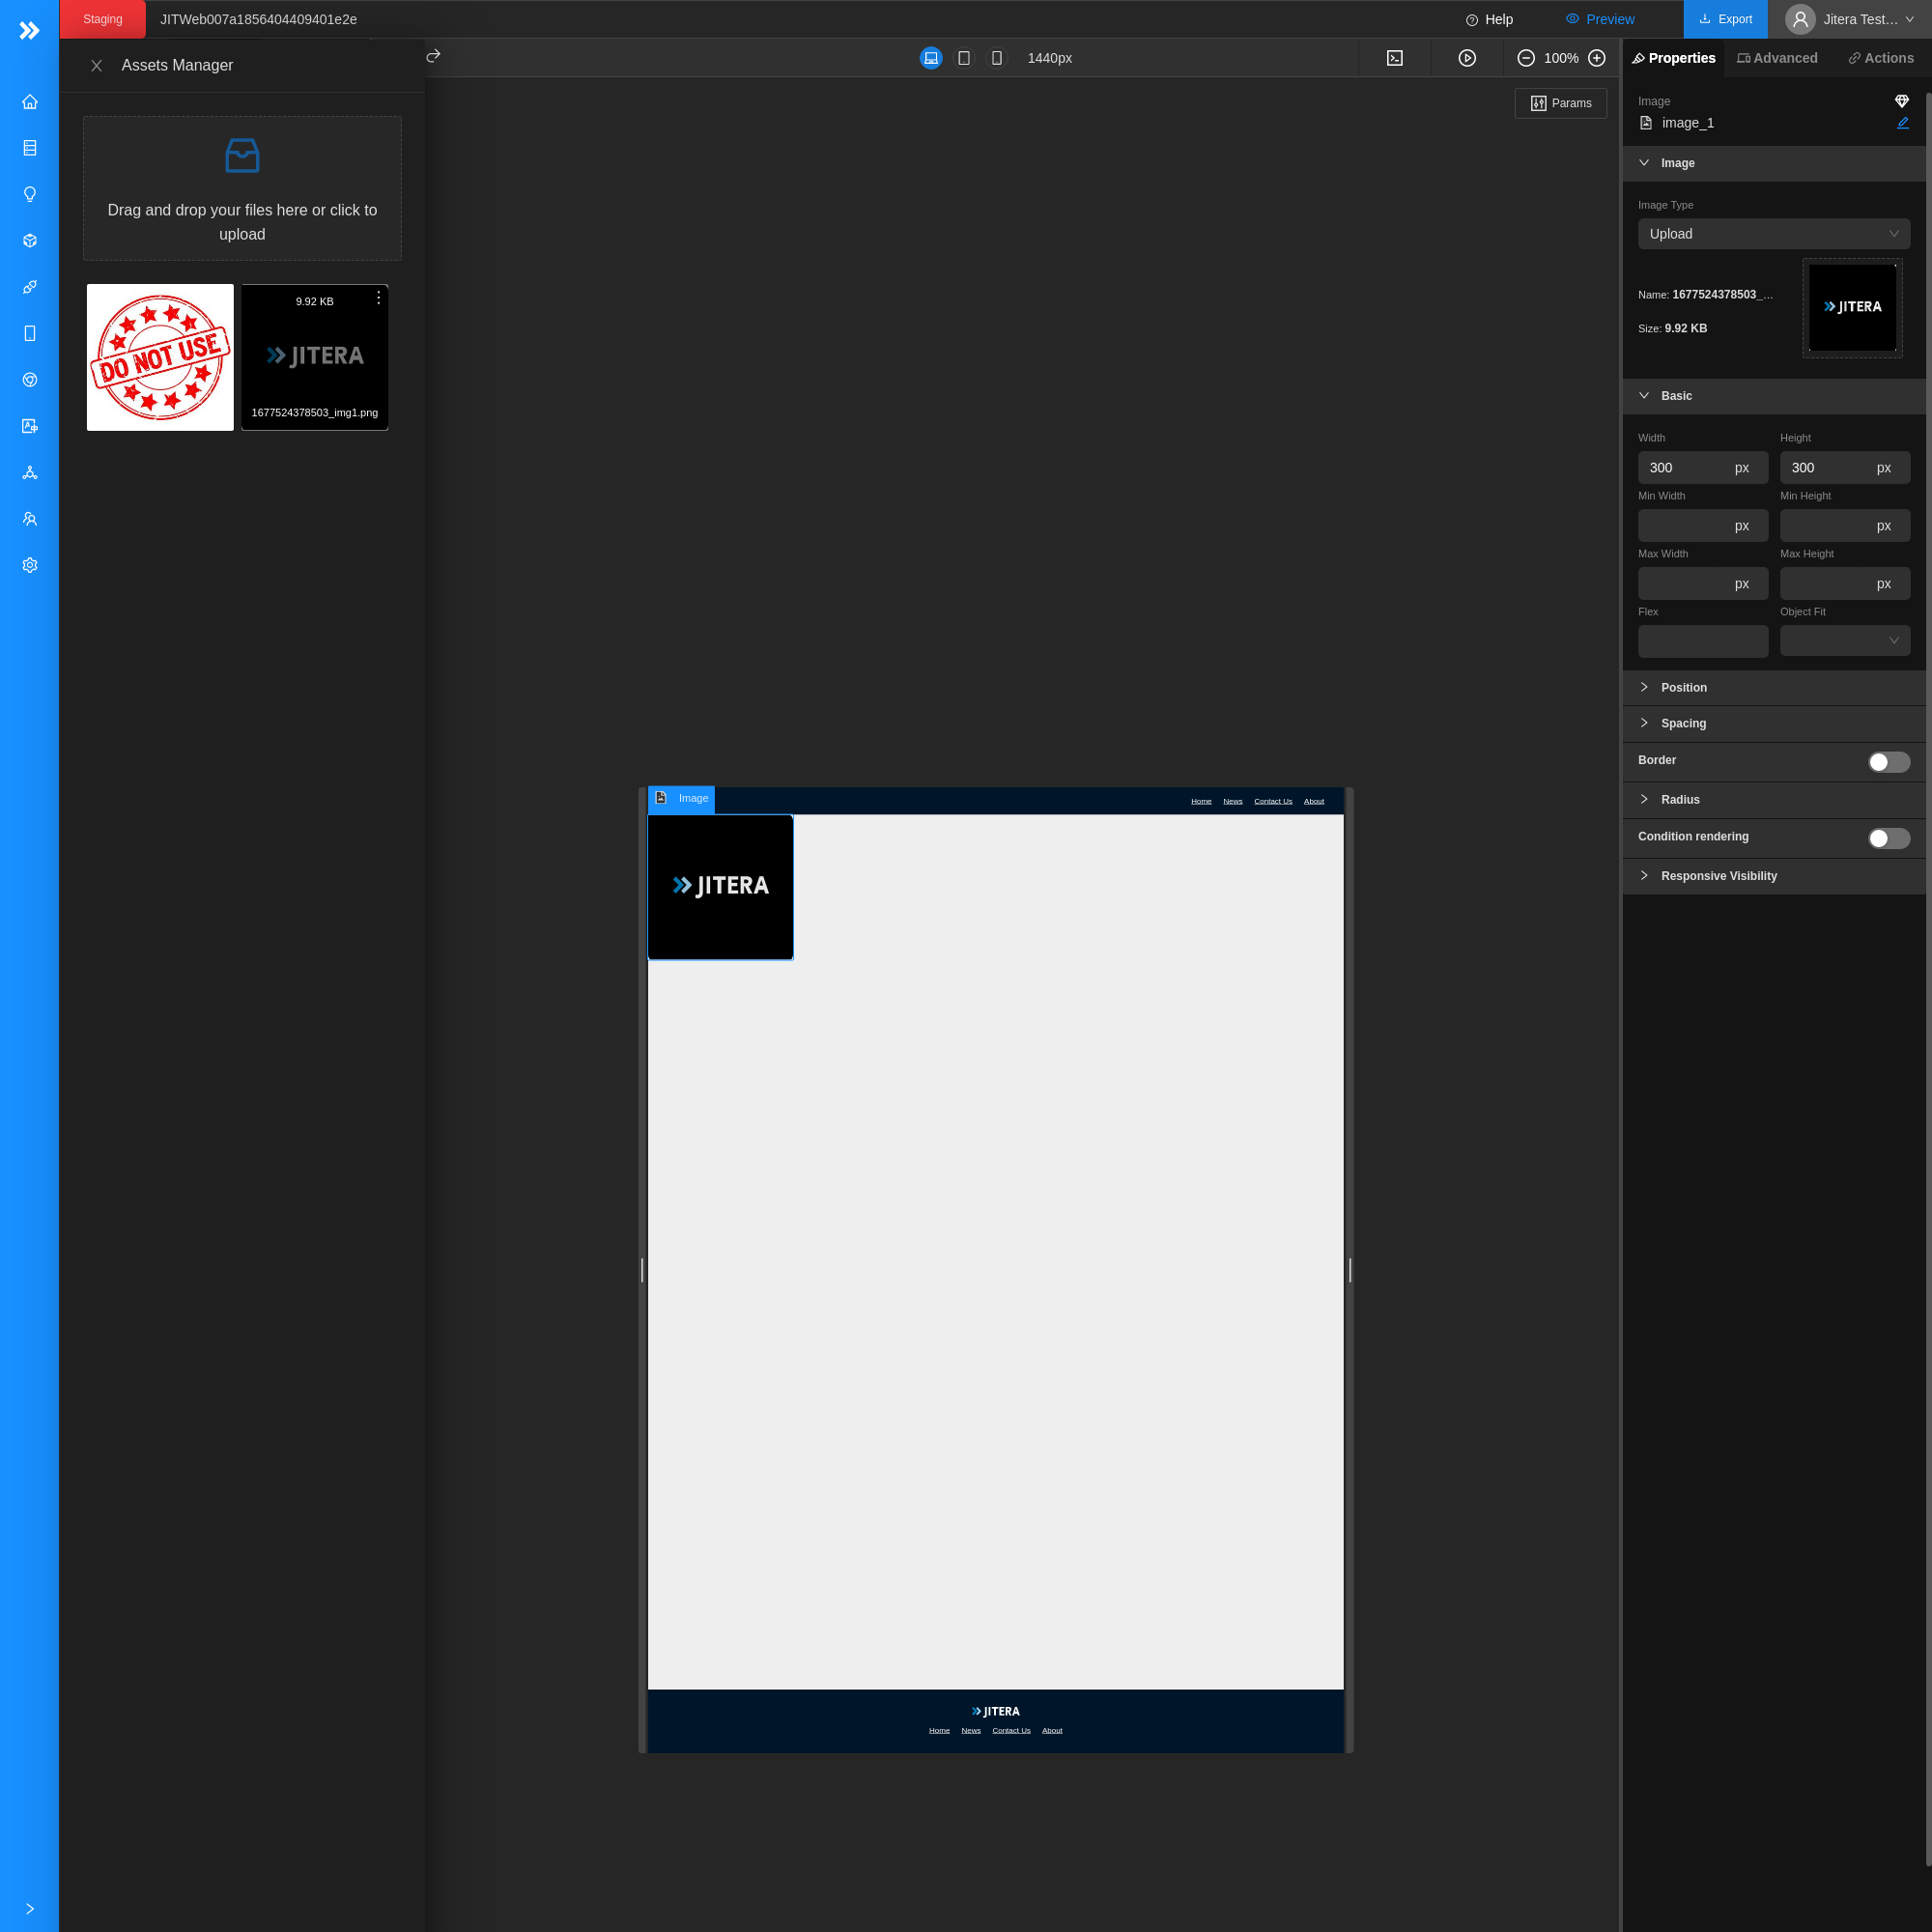 Staging
JITWeb007a1856404409401e2e
Help
Preview
Export
Jitera Test...
Assets Manager
1440px
100%
Properties
Advanced
Actions
Params
Drag and drop your files here or click to
upload
DO NOT USE
9.92 KB
JITERA
1677524378503_img1.png
Image
image_1
Image
Image Type
Upload
Name: 1677524378503_...
JITERA
Size: 9.92 KB
Basic
Width
Height
300 px
300 px
Min Width
Min Height
px
px
Max Width
Max Height
px
px
Flex
Object Fit
Position
Spacing
Border
Radius
Condition rendering
Responsive Visibility
Image
Home
News
Contact Us
About
JITERA
JITERA
Home
News
Contact Us
About